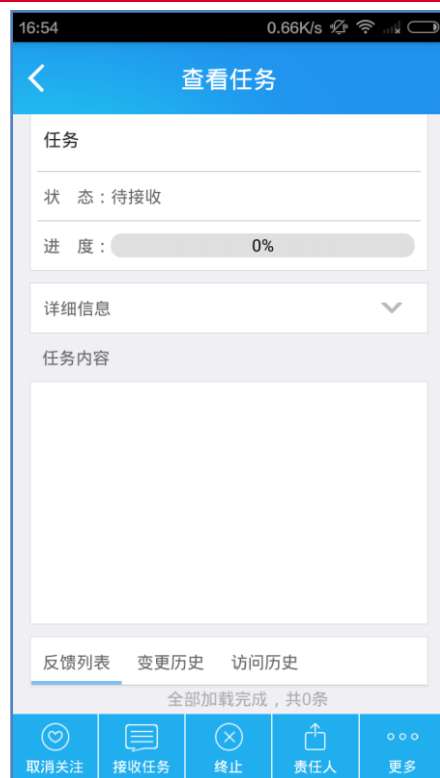 16:54 0.66K/s
查看任务
任务
状 态：待接收
进 度： 0%
详细信息
任务内容
反馈列表 变更历史 访问历史
全部加载完成，共0条
取消关注 接收任务 终止 责任人 更多